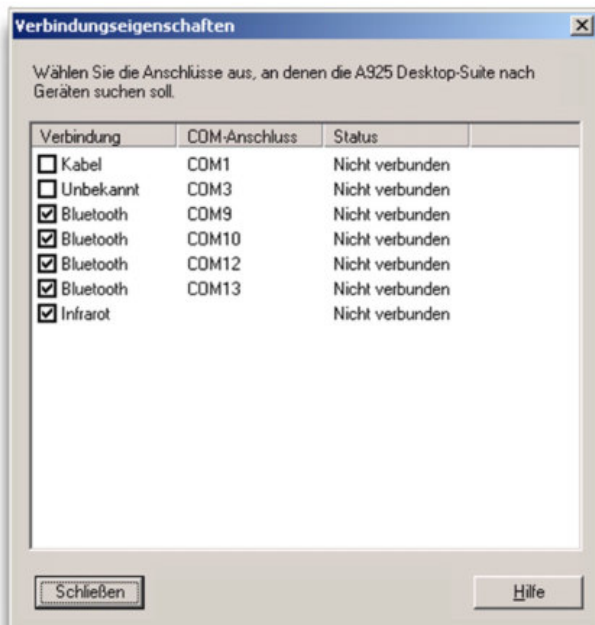 Verbindungseigenschaften
Wählen Sie die Anschlüsse aus, an denen die A925 Desktop-Suite nach
Geräten suchen soll.
Verbindung COM-Anschluss Status
Kabel COM1 Nicht verbunden
Unbekannt COM3 Nicht verbunden
Bluetooth COM9 Nicht verbunden
Bluetooth COM10 Nicht verbunden
Bluetooth COM12 Nicht verbunden
Bluetooth COM13 Nicht verbunden
Infrarot Nicht verbunden
Schließen Hilfe